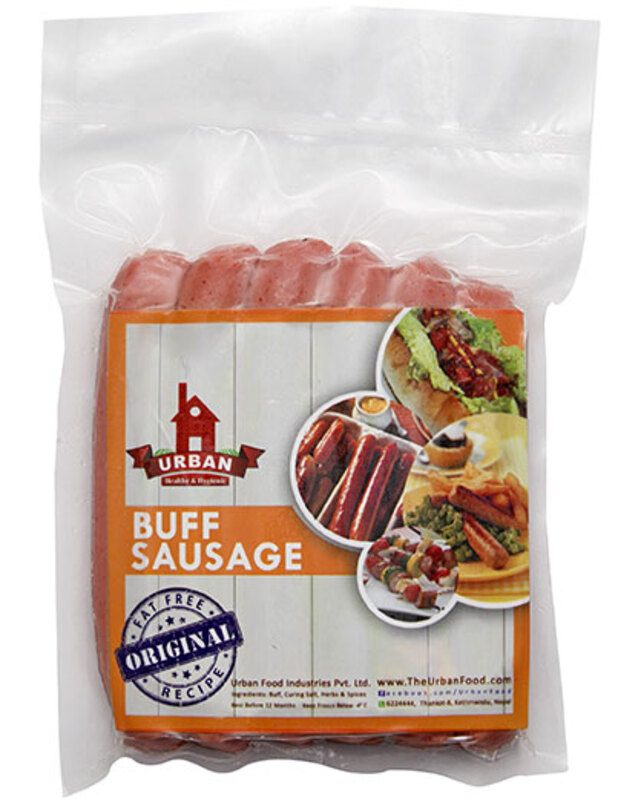 URBAN
Healthy & Hygienic
BUFF
SAUSAGE
FAT FREE
ORIGINAL
RECIPE
Urban Food Industries Pvt. Ltd.
Ingredients: Buff, Curing Salt, Herbs & Spices
Best Before 12 Months Keep Frozen Below -4° C
www.TheUrbanFood.com
facebook.com/UrbanFood
6224444, Thankot-8, Kathmandu, Nepal